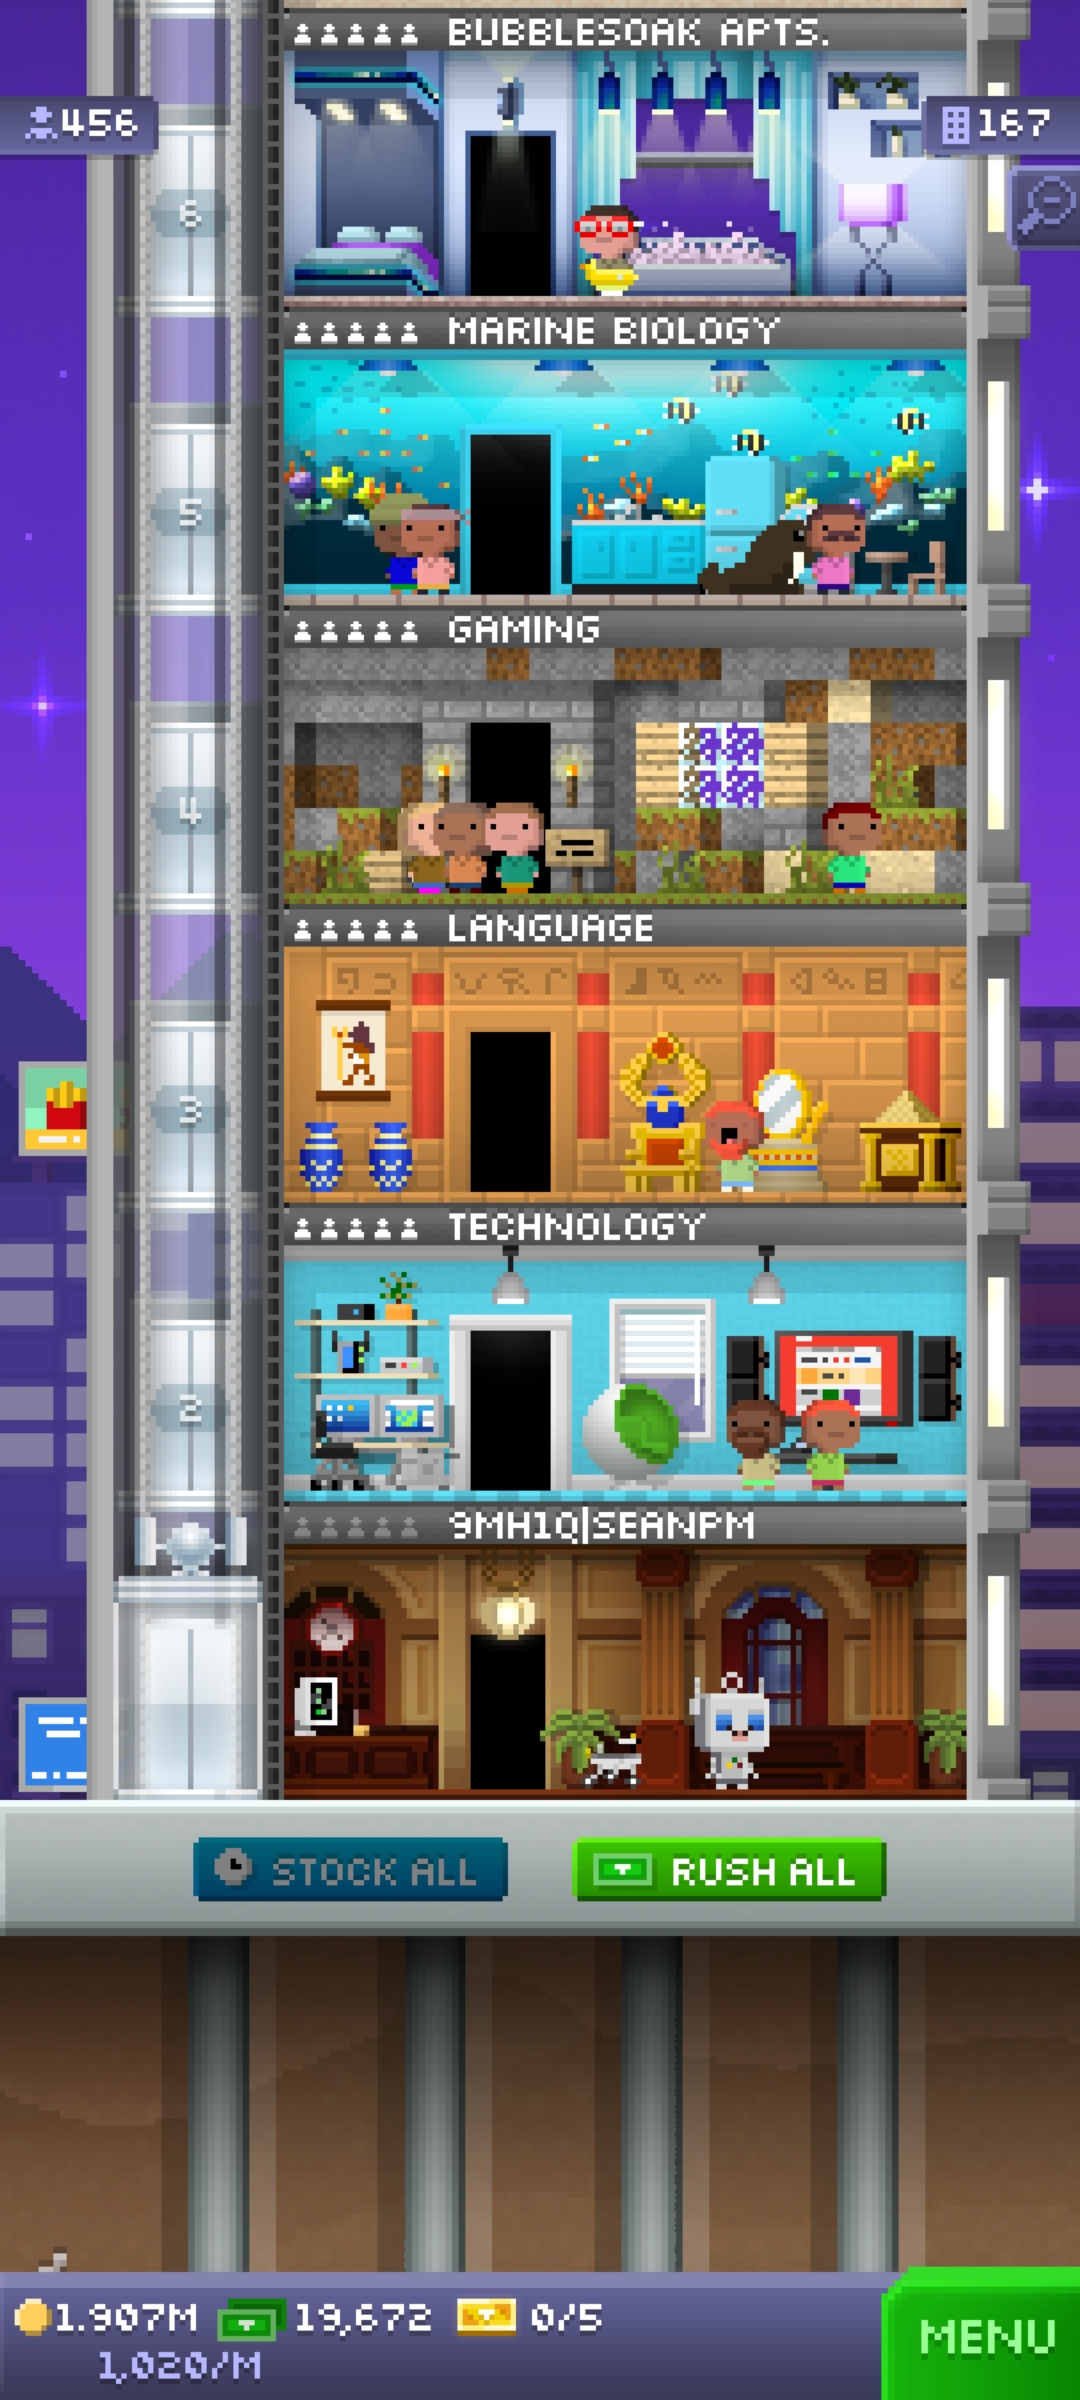 BUBBLESOAK APTS.
456
167
6
MARINE BIOLOGY
5
GAMING
4
LANGUAGE
3
TECHNOLOGY
2
9MH1Q|SEANPM
STOCK ALL
RUSH ALL
1.907M 19,672 0/5
1,020/M
MENU